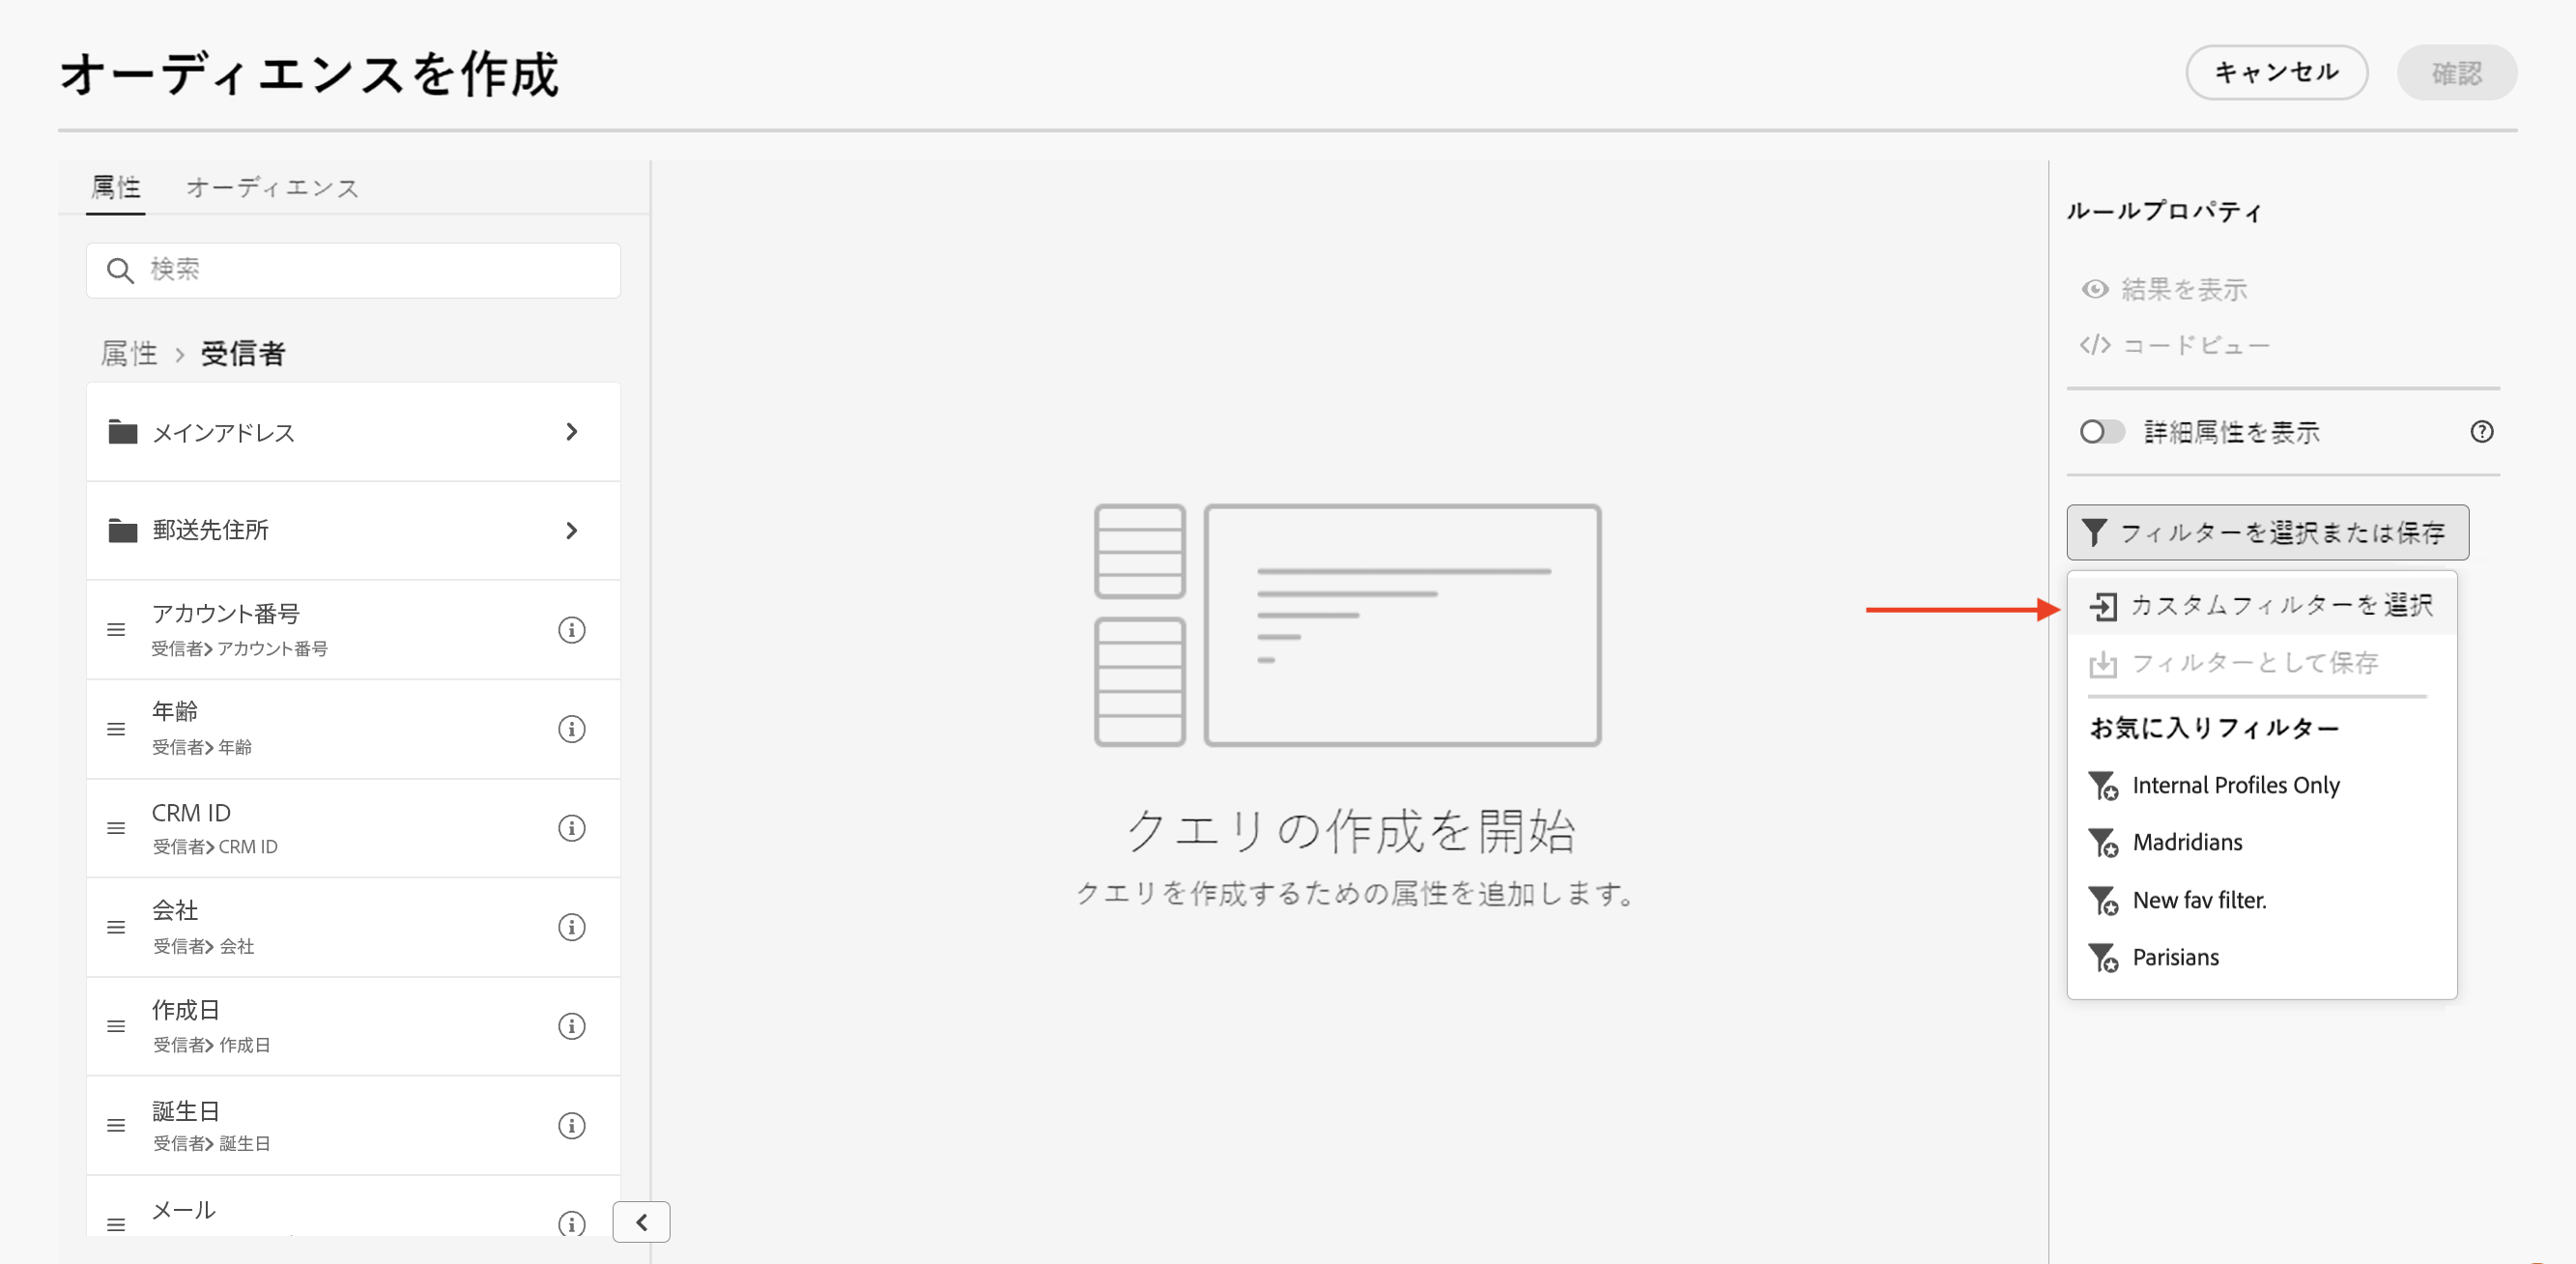 オーディエンスを作成
キャンセル
確認
属性 オーディエンス
検索
属性 > 受信者
メインアドレス
郵送先住所
アカウント番号
受信者> アカウント番号
年齢
受信者> 年齢
CRM ID
受信者> CRM ID
会社
受信者> 会社
作成日
受信者> 作成日
誕生日
受信者> 誕生日
メール
クエリの作成を開始
クエリを作成するための属性を追加します。
ルールプロパティ
結果を表示
</> コードビュー
詳細属性を表示
フィルターを選択または保存
カスタムフィルターを選択
フィルターとして保存
お気に入りフィルター
Internal Profiles Only
Madridians
New fav filter.
Parisians